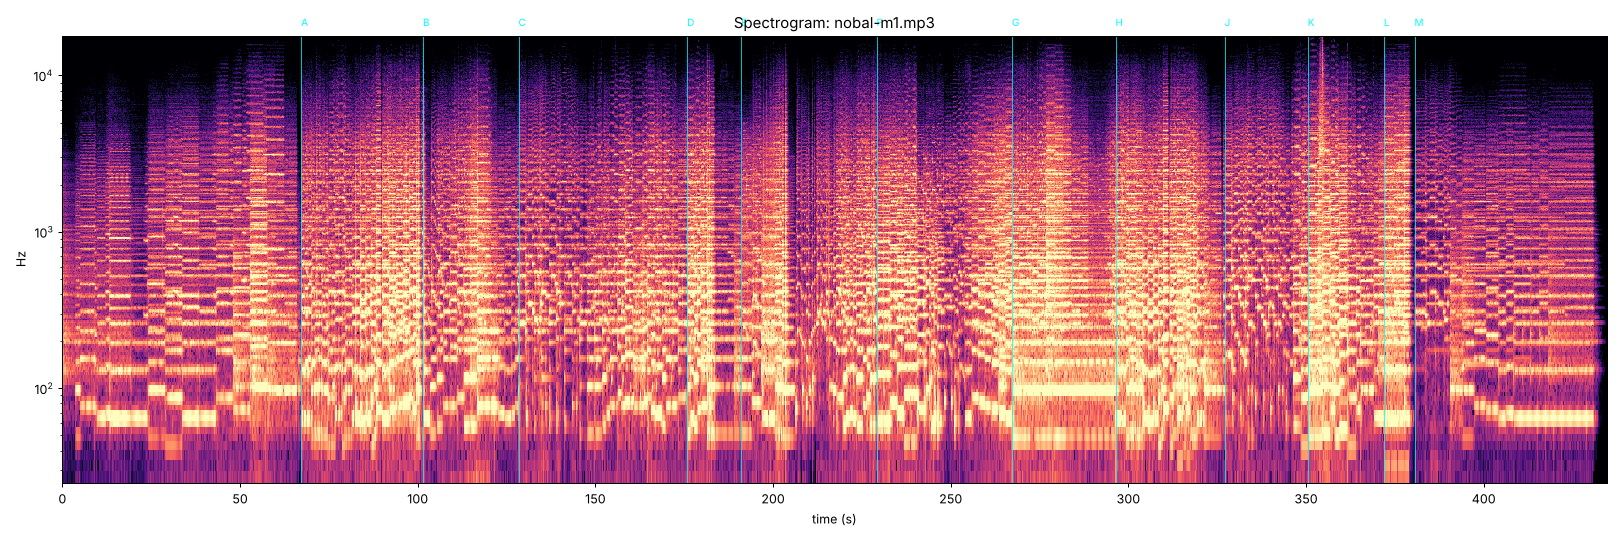 Spectrogram: nobal-m1.mp3
A B C D G H J K L M
10⁴
10³
10²
Hz
0 50 100 150 200 250 300 350 400
time (s)